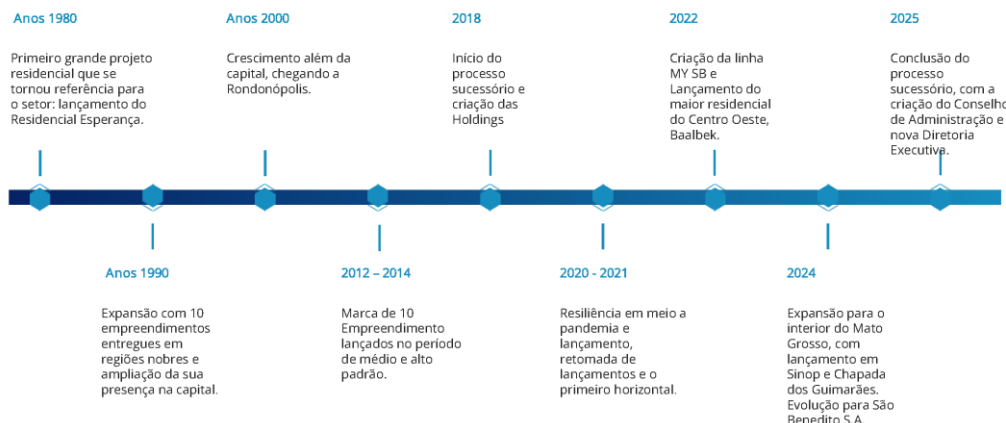 Anos 1980
Primeiro grande projeto
residencial que se
tornou referência para
o setor: lançamento do
Residencial Esperança.
Anos 2000
Crescimento além da
capital, chegando a
Rondonópolis.
2018
Início do
processo
sucessório e
criação das
Holdings
2022
Criação da linha
MY SB e
Lançamento do
maior residencial
do Centro Oeste,
Baalbek.
2025
Conclusão do
processo
sucessório, com a
criação do Conselho
de Administração e
nova Diretoria
Executiva.
Anos 1990
Expansão com 10
empreendimentos
entregues em
regiões nobres e
ampliação da sua
presença na capital.
2012 – 2014
Marca de 10
Empreendimento
lançados no período
de médio e alto
padrão.
2020 - 2021
Resiliência em meio a
pandemia e
lançamento,
retomada de
lançamentos e o
primeiro horizontal.
2024
Expansão para o
interior do Mato
Grosso, com
lançamento em
Sinop e Chapada
dos Guimarães.
Evolução para São
Benedito S.A.